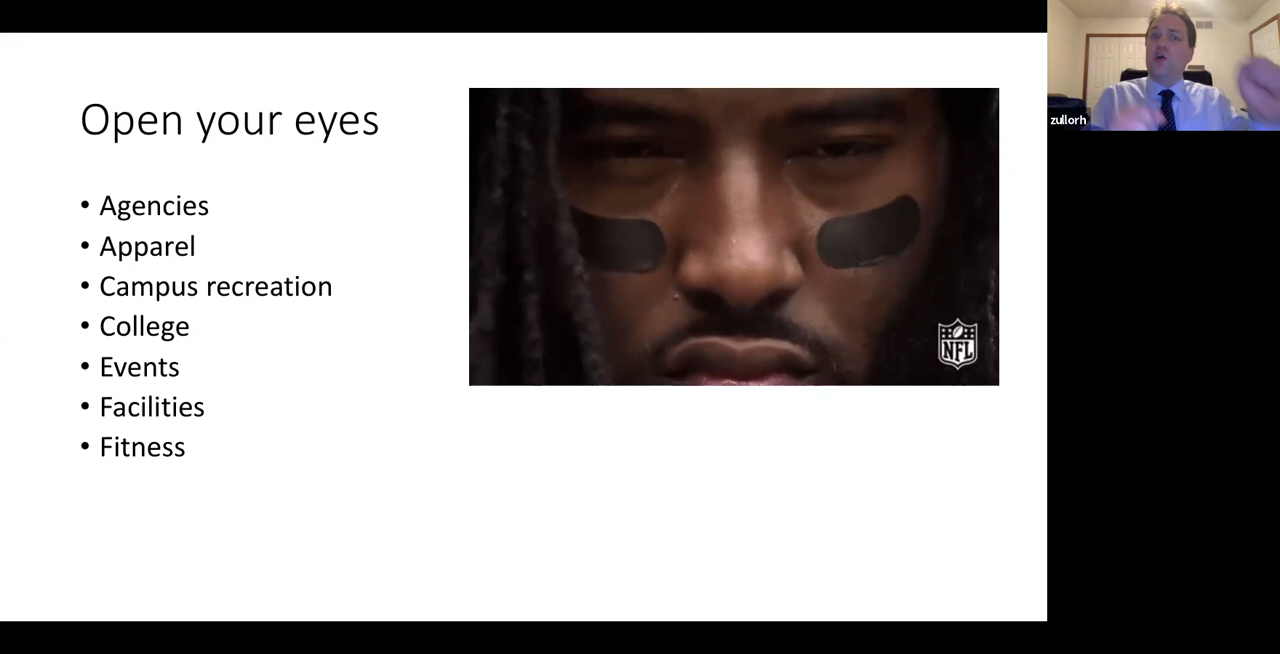 Open your eyes
• Agencies
• Apparel
• Campus recreation
• College
• Events
• Facilities
• Fitness
NFL
zullorh